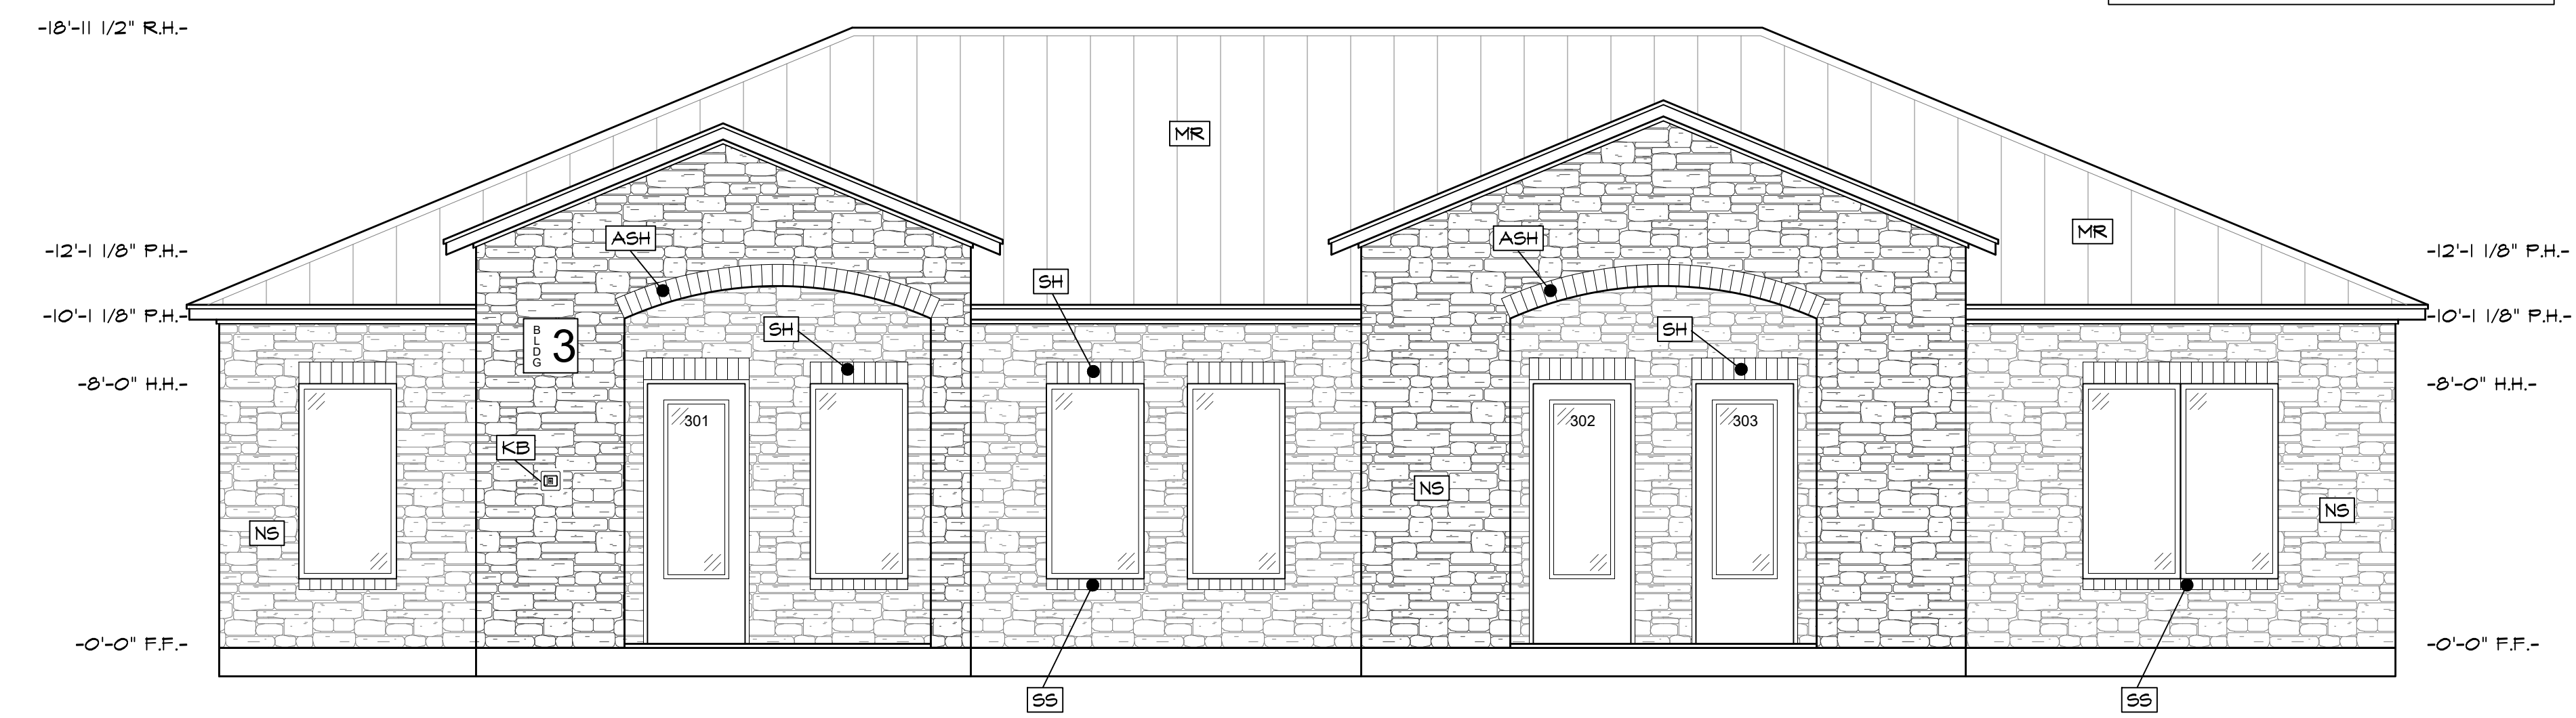 -18'-11 1/2" R.H.-
MR
ASH
ASH
MR
-12'-1 1/8" P.H.-
-12'-1 1/8" P.H.-
SH
-10'-1 1/8" P.H.-
-10'-1 1/8" P.H.-
BLDG 3
SH
SH
-8'-0" H.H.-
-8'-0" H.H.-
301
302
303
KB
NS
NS
NS
-0'-0" F.F.-
-0'-0" F.F.-
SS
SS